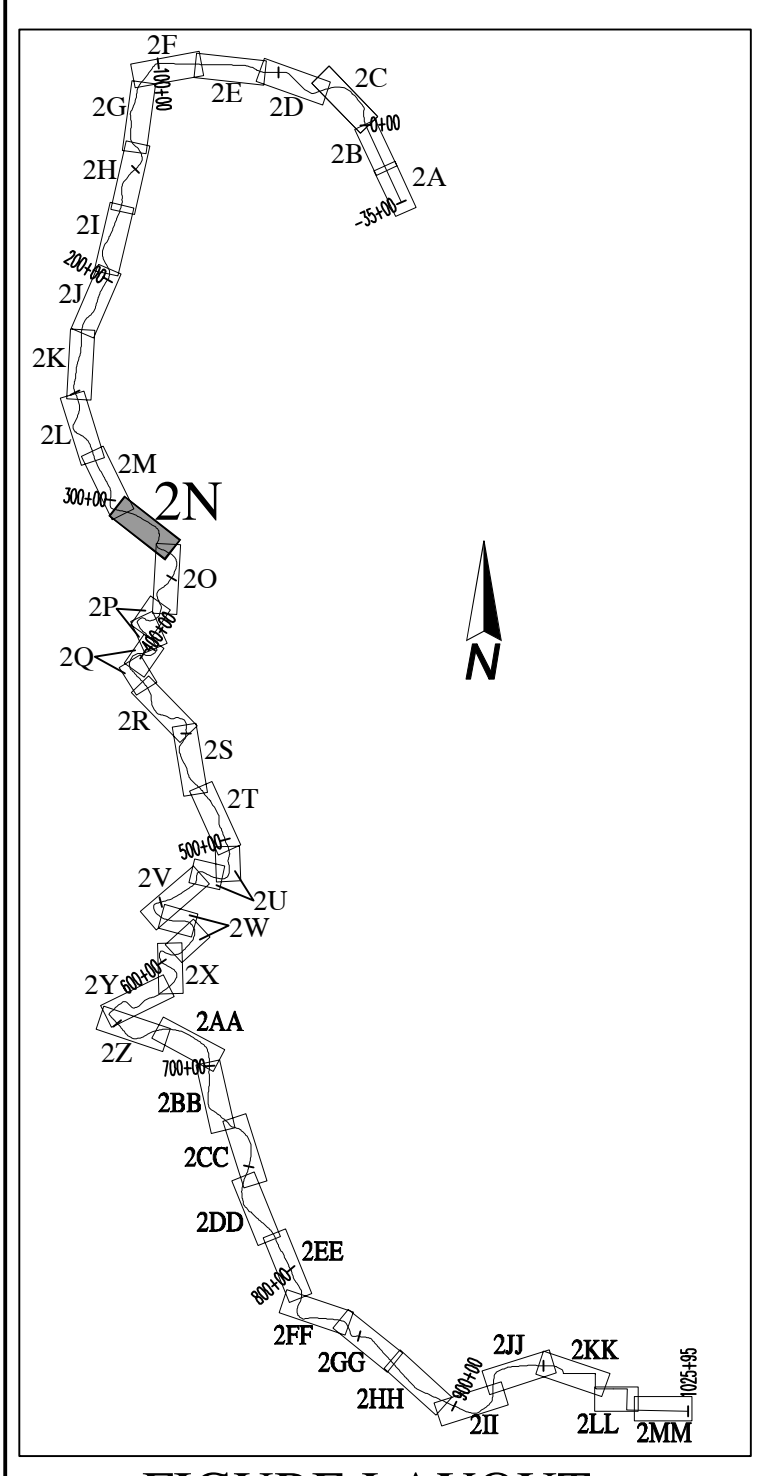 2F
2C
100+00
2E
2D
2G
0+00
2B
2H
2A
-35+00
2I
200+00
2J
2K
2L
2M
300+00
2N
2O
2P
400+00
2Q
N
2R
2S
2T
500+00
2V
2U
2W
600+00
2X
2Y
2AA
2Z
700+00
2BB
2CC
2DD
2EE
800+00
2FF
2GG
2JJ
2KK
1025+95
900+00
2HH
2II
2LL
2MM
FIGURE LAYOUT